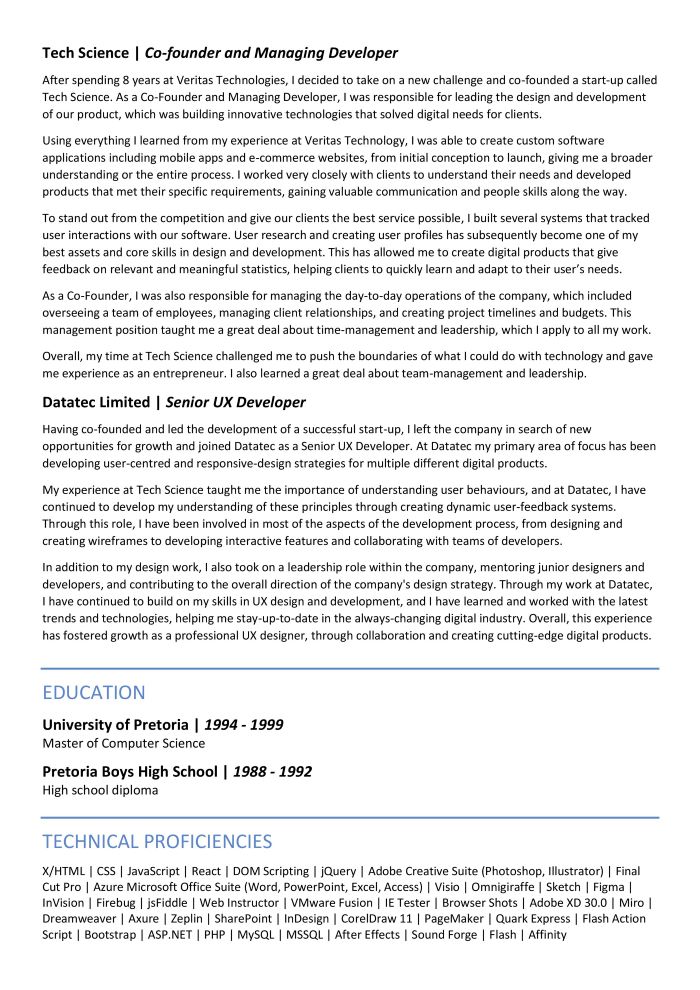 Tech Science | Co-founder and Managing Developer
After spending 8 years at Veritas Technologies, I decided to take on a new challenge and co-founded a start-up called
Tech Science. As a Co-Founder and Managing Developer, I was responsible for leading the design and development
of our product, which was building innovative technologies that solved digital needs for clients.
Using everything I learned from my experience at Veritas Technology, I was able to create custom software
applications including mobile apps and e-commerce websites, from initial conception to launch, giving me a broader
understanding or the entire process. I worked very closely with clients to understand their needs and developed
products that met their specific requirements, gaining valuable communication and people skills along the way.
To stand out from the competition and give our clients the best service possible, I built several systems that tracked
user interactions with our software. User research and creating user profiles has subsequently become one of my
best assets and core skills in design and development. This has allowed me to create digital products that give
feedback on relevant and meaningful statistics, helping clients to quickly learn and adapt to their user’s needs.
As a Co-Founder, I was also responsible for managing the day-to-day operations of the company, which included
overseeing a team of employees, managing client relationships, and creating project timelines and budgets. This
management position taught me a great deal about time-management and leadership, which I apply to all my work.
Overall, my time at Tech Science challenged me to push the boundaries of what I could do with technology and gave
me experience as an entrepreneur. I also learned a great deal about team-management and leadership.
Datatec Limited | Senior UX Developer
Having co-founded and led the development of a successful start-up, I left the company in search of new
opportunities for growth and joined Datatec as a Senior UX Developer. At Datatec my primary area of focus has been
developing user-centred and responsive-design strategies for multiple different digital products.
My experience at Tech Science taught me the importance of understanding user behaviours, and at Datatec, I have
continued to develop my understanding of these principles through creating dynamic user-feedback systems.
Through this role, I have been involved in most of the aspects of the development process, from designing and
creating wireframes to developing interactive features and collaborating with teams of developers.
In addition to my design work, I also took on a leadership role within the company, mentoring junior designers and
developers, and contributing to the overall direction of the company's design strategy. Through my work at Datatec,
I have continued to build on my skills in UX design and development, and I have learned and worked with the latest
trends and technologies, helping me stay-up-to-date in the always-changing digital industry. Overall, this experience
has fostered growth as a professional UX designer, through collaboration and creating cutting-edge digital products.
EDUCATION
University of Pretoria | 1994 - 1999
Master of Computer Science
Pretoria Boys High School | 1988 - 1992
High school diploma
TECHNICAL PROFICIENCIES
X/HTML | CSS | JavaScript | React | DOM Scripting | jQuery | Adobe Creative Suite (Photoshop, Illustrator) | Final
Cut Pro | Azure Microsoft Office Suite (Word, PowerPoint, Excel, Access) | Visio | Omnigiraffe | Sketch | Figma |
InVision | Firebug | jsFiddle | Web Instructor | VMware Fusion | IE Tester | Browser Shots | Adobe XD 30.0 | Miro |
Dreamweaver | Axure | Zeplin | SharePoint | InDesign | CorelDraw 11 | PageMaker | Quark Express | Flash Action
Script | Bootstrap | ASP.NET | PHP | MySQL | MSSQL | After Effects | Sound Forge | Flash | Affinity